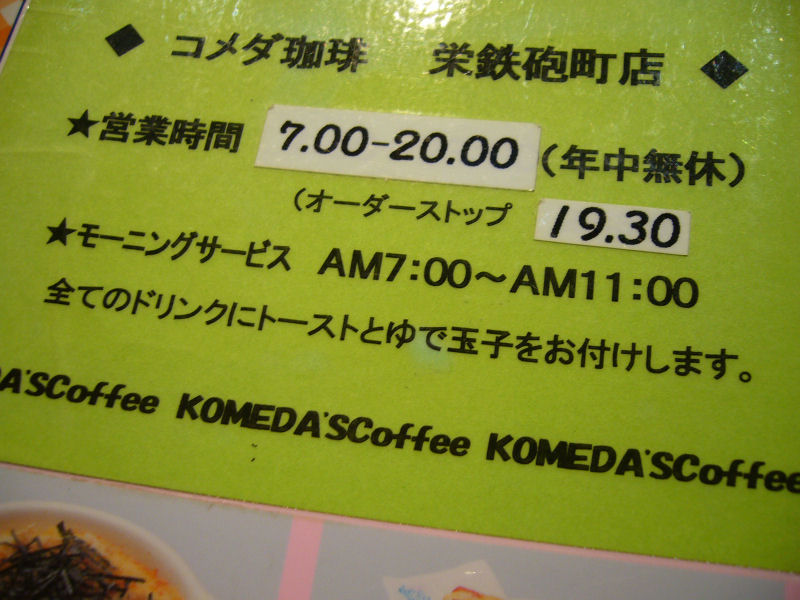 ◆ コメダ珈琲 栄鉄砲町店 ◆
★営業時間 7.00-20.00 (年中無休)
(オーダーストップ 19.30
★モーニングサービス AM7:00～AM11:00
全てのドリンクにトーストとゆで玉子をお付けします。
DA'SCoffee KOMEDA'SCoffee KOMEDA'SCoffee